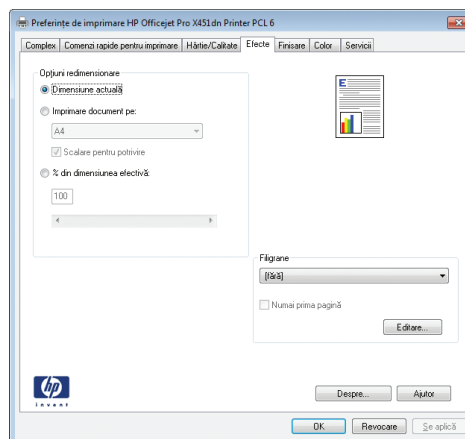 Preferințe de imprimare HP Officejet Pro X451dn Printer PCL 6
Complex Comenzi rapide pentru imprimare Hârtie/Calitate Efecte Finisare Color Servicii
Opțiuni redimensionare
Dimensiune actuală
Imprimare document pe:
A4
Scalare pentru potrivire
% din dimensiunea efectivă:
100
E
Filigrane
[fără]
Numai prima pagină
Editare...
hp
invent
Despre... Ajutor
OK Revocare Se aplică